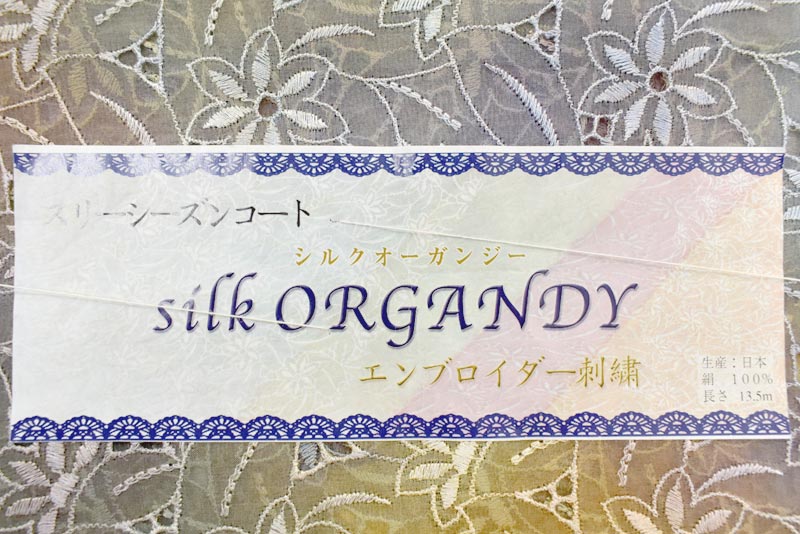 スリーシーズンコート
シルクオーガンジー
silk ORGANDY
エンブロイダー刺繍
生産：日本
絹 100%
長さ 13.5m